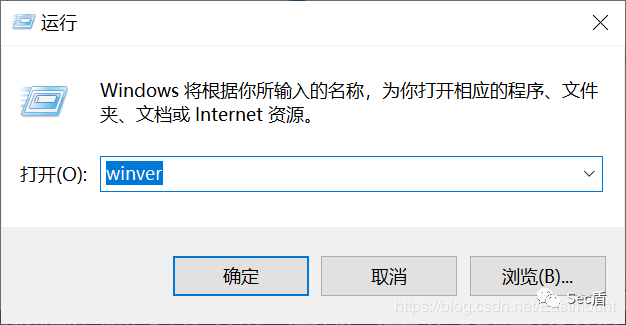 运行
Windows 将根据你所输入的名称，为你打开相应的程序、文件
夹、文档或 Internet 资源。
打开(O):
winver
确定
取消
浏览(B)...
Sec盾
https://blog.csdn.net/Eastmount